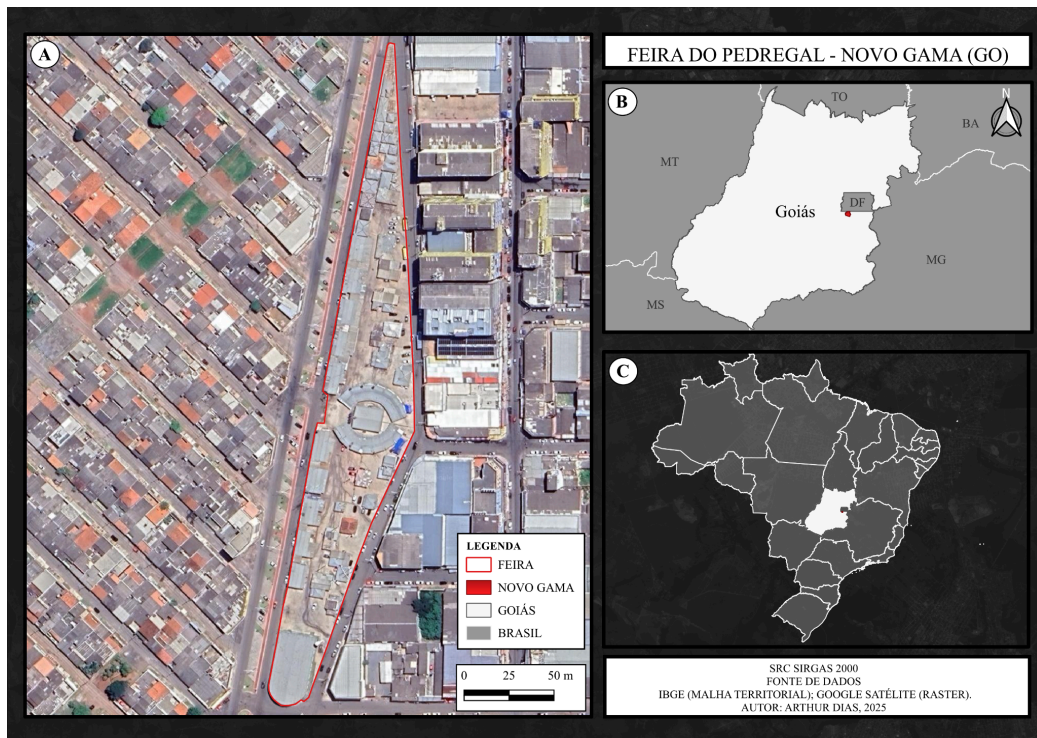 A
FEIRA DO PEDREGAL - NOVO GAMA (GO)
B
N
TO
BA
MT
DF
Goiás
MG
MS
C
LEGENDA
FEIRA
NOVO GAMA
GOIÁS
BRASIL
0 25 50 m
SRC SIRGAS 2000
FONTE DE DADOS
IBGE (MALHA TERRITORIAL); GOOGLE SATÉLITE (RASTER).
AUTOR: ARTHUR DIAS, 2025